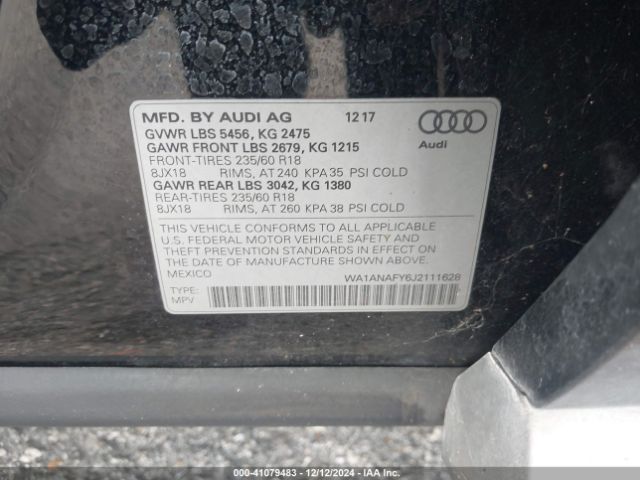 MFD. BY AUDI AG 12 17
GVWR LBS 5456, KG 2475
GAWR FRONT LBS 2679, KG 1215
FRONT-TIRES 235/60 R18
8JX18 RIMS, AT 240 KPA 35 PSI COLD
GAWR REAR LBS 3042, KG 1380
REAR-TIRES 235/60 R18
8JX18 RIMS, AT 260 KPA 38 PSI COLD
Audi
THIS VEHICLE CONFORMS TO ALL APPLICABLE
U.S. FEDERAL MOTOR VEHICLE SAFETY AND
THEFT PREVENTION STANDARDS IN EFFECT ON
THE DATE OF MANUFACTURE SHOWN ABOVE.
MEXICO WA1ANAFY6J2111628
TYPE:
MPV
000-41079483 - 12/12/2024 - IAA Inc.